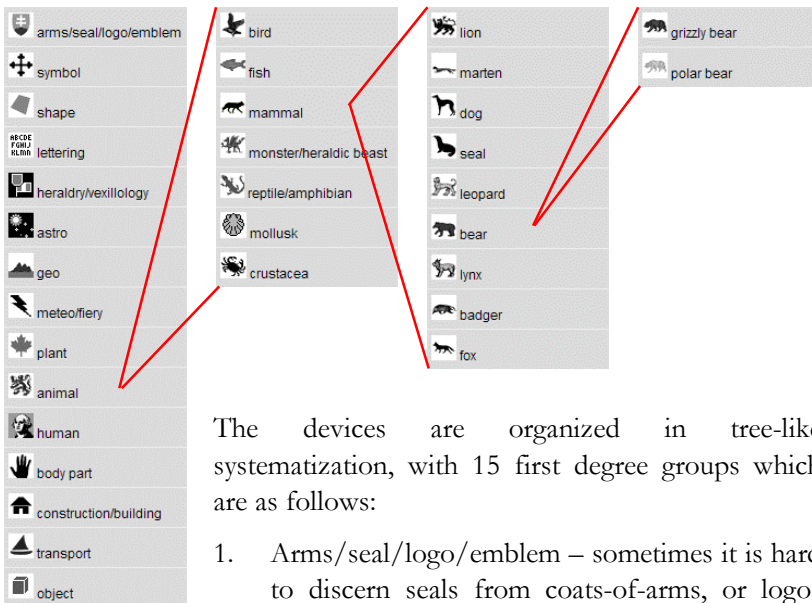 arms/seal/logo/emblem
symbol
shape
ABCDE
FGHIJ
KLMN
lettering
heraldry/vexillology
astro
geo
meteo/fiery
plant
animal
human
body part
construction/building
transport
object
bird
fish
mammal
monster/heraldic beast
reptile/amphibian
mollusk
crustacea
lion
marten
dog
seal
leopard
bear
lynx
badger
fox
grizzly bear
polar bear
The devices are organized in tree-like
systematization, with 15 first degree groups which
are as follows:
1. Arms/seal/logo/emblem – sometimes it is hard
to discern seals from coats-of-arms, or logo